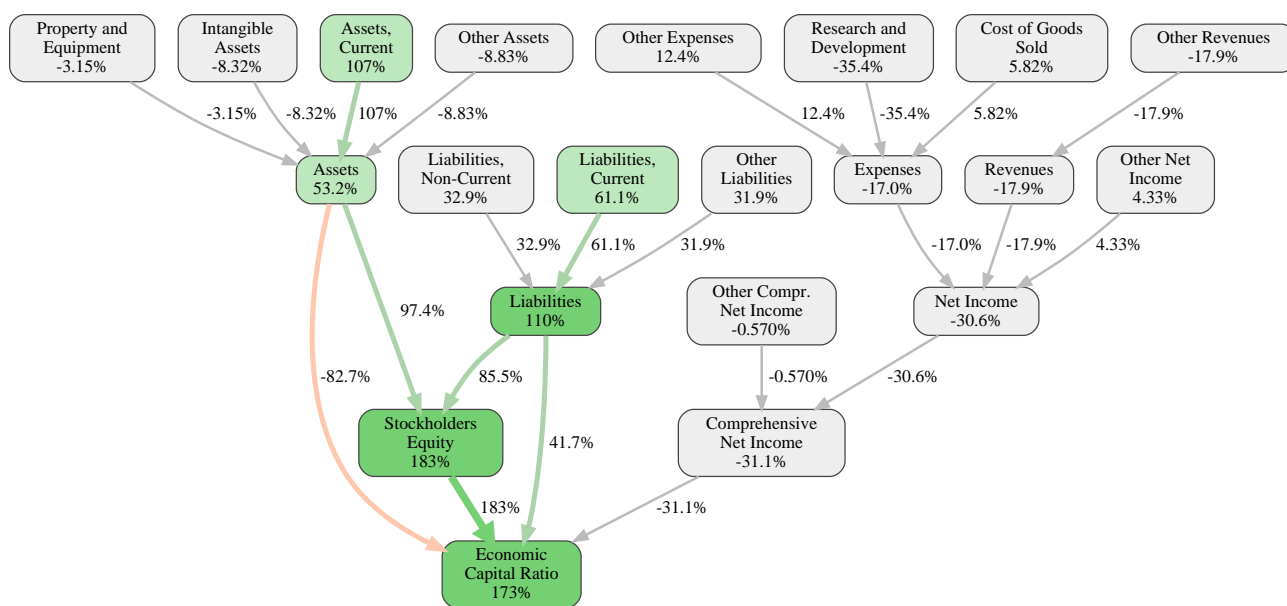 Property and
Equipment
-3.15%
Intangible
Assets
-8.32%
Assets,
Current
107%
Other Assets
-8.83%
Other Expenses
12.4%
Research and
Development
-35.4%
Cost of Goods
Sold
5.82%
Other Revenues
-17.9%
-3.15%
-8.32%
107%
-8.83%
12.4%
-35.4%
5.82%
-17.9%
Assets
53.2%
Liabilities,
Non-Current
32.9%
Liabilities,
Current
61.1%
Other
Liabilities
31.9%
Expenses
-17.0%
Revenues
-17.9%
Other Net
Income
4.33%
32.9%
61.1%
31.9%
-17.0%
-17.9%
4.33%
97.4%
Liabilities
110%
Other Compr.
Net Income
-0.570%
Net Income
-30.6%
-82.7%
85.5%
-0.570%
-30.6%
Stockholders
Equity
183%
41.7%
Comprehensive
Net Income
-31.1%
183%
-31.1%
Economic
Capital Ratio
173%